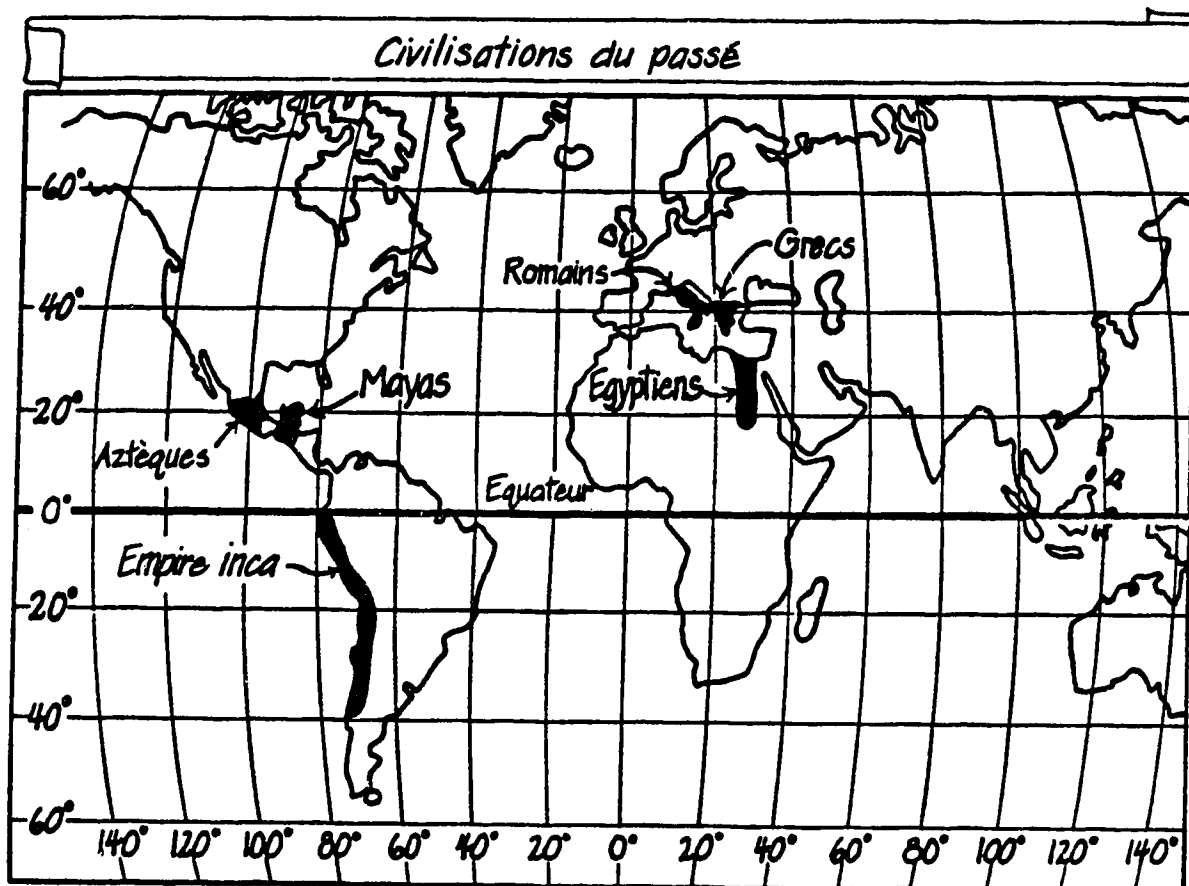 Civilisations du passé
60°
Grecs
Romains
40°
Mayas
Egyptiens
20°
Aztèques
Equateur
0°
Empire inca
20°
40°
60°
140° 120° 100° 80° 60° 40° 20° 0° 20° 40° 60° 80° 100° 120° 140°